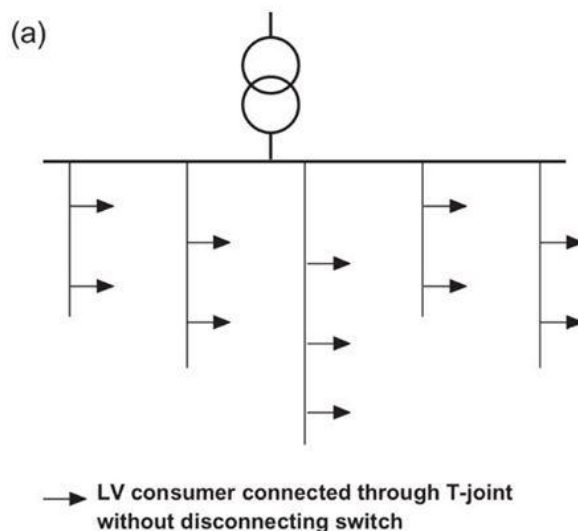 (a)
LV consumer connected through T-joint
without disconnecting switch